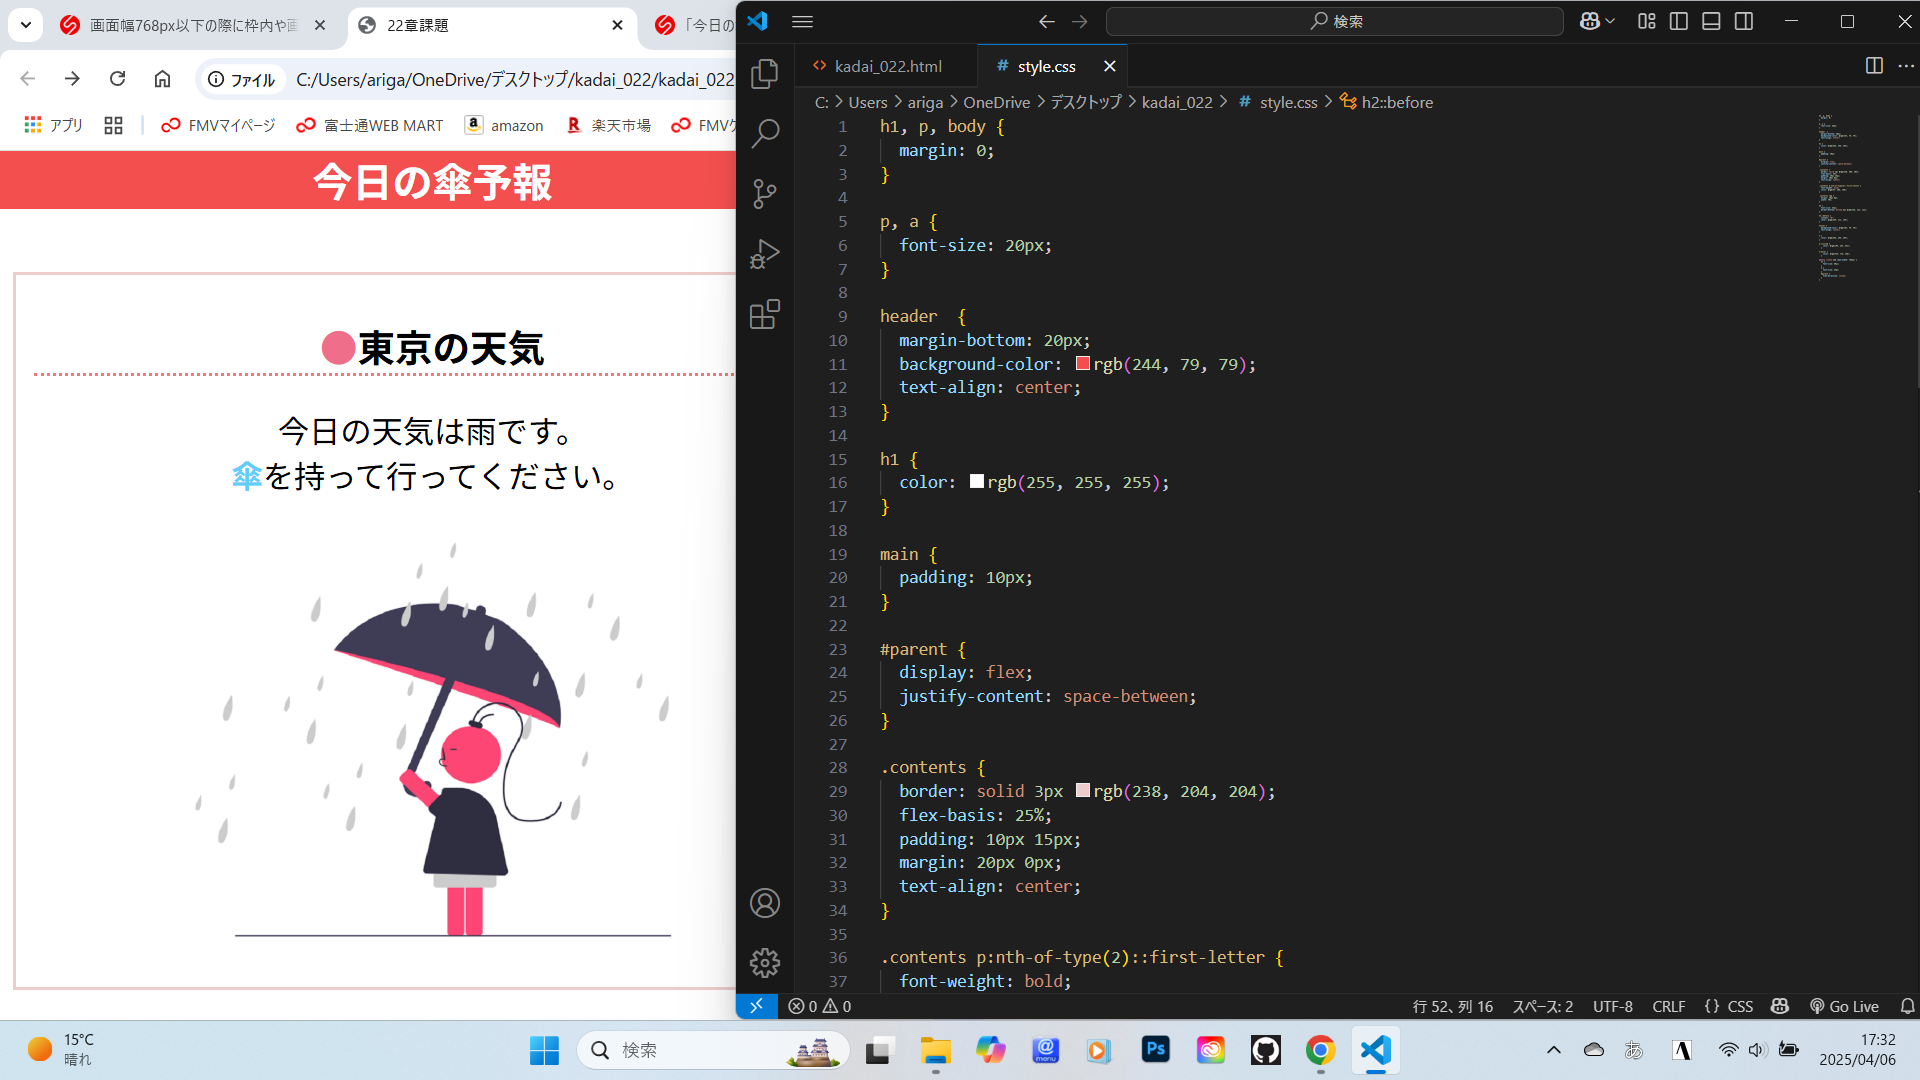 画面幅768px以下の際に枠内や画
22章課題
「今日の
検索
ファイル
C:/Users/ariga/OneDrive/デスクトップ/kadai_022/kadai_022
アプリ
FMVマイページ
富士通WEB MART
amazon
楽天市場
FMVケ
今日の傘予報
東京の天気
今日の天気は雨です。
傘を持って行ってください。
kadai_022.html
# style.css
C: > Users > ariga > OneDrive > デスクトップ > kadai_022 > # style.css > h2::before
1 h1, p, body {
2 margin: 0;
3 }
4
5 p, a {
6 font-size: 20px;
7 }
8
9 header  {
10 margin-bottom: 20px;
11 background-color: rgb(244, 79, 79);
12 text-align: center;
13 }
14
15 h1 {
16 color: rgb(255, 255, 255);
17 }
18
19 main {
20 padding: 10px;
21 }
22
23 #parent {
24 display: flex;
25 justify-content: space-between;
26 }
27
28 .contents {
29 border: solid 3px rgb(238, 204, 204);
30 flex-basis: 25%;
31 padding: 10px 15px;
32 margin: 20px 0px;
33 text-align: center;
34 }
35
36 .contents p:nth-of-type(2)::first-letter {
37 font-weight: bold;
0 0
行 52、列 16
スペース: 2
UTF-8
CRLF
{ } CSS
Go Live
15°C
晴れ
検索
@
menu
Ps
あ
A
17:32
2025/04/06